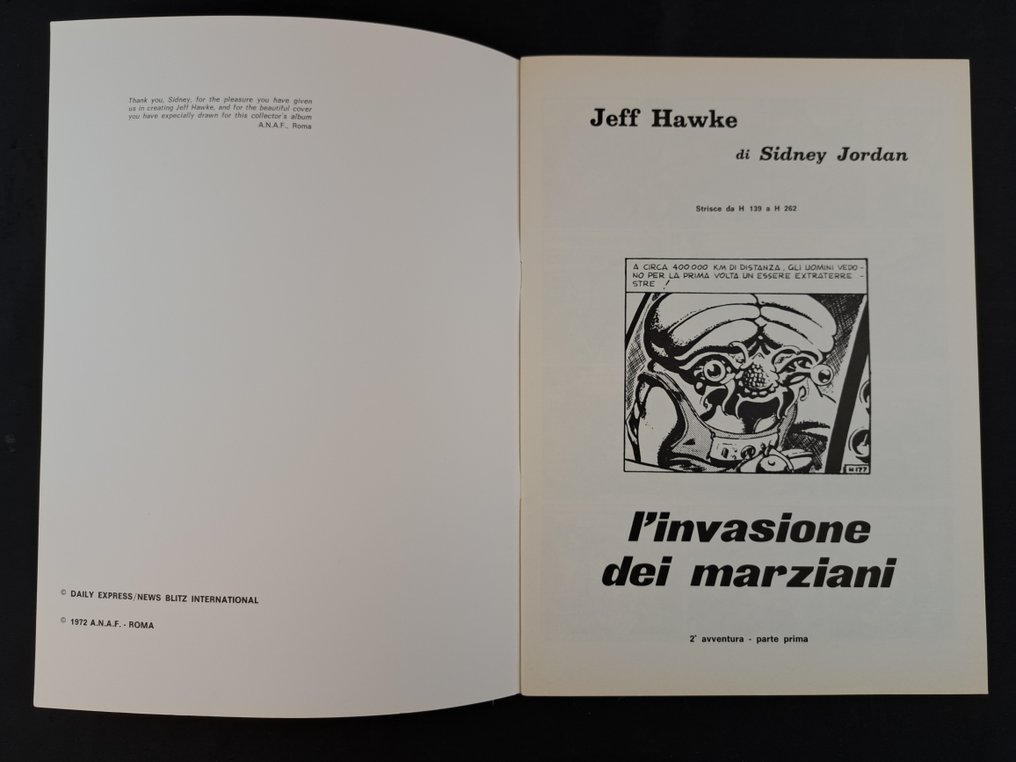 Thank you, Sidney, for the pleasure you have given
us in creating Jeff Hawke, and for the beautiful cover
you have expecially drawn for this collector's album
A.N.A.F., Roma
© DAILY EXPRESS/NEWS BLITZ INTERNATIONAL
© 1972 A.N.A.F. - ROMA
Jeff Hawke
di Sidney Jordan
Strisce da H 139 a H 262
A CIRCA 400.000 KM DI DISTANZA, GLI UOMINI VEDO-
NO PER LA PRIMA VOLTA UN ESSERE EXTRATERRE-
STRE !
H 177
l'invasione
dei marziani
2ª avventura - parte prima